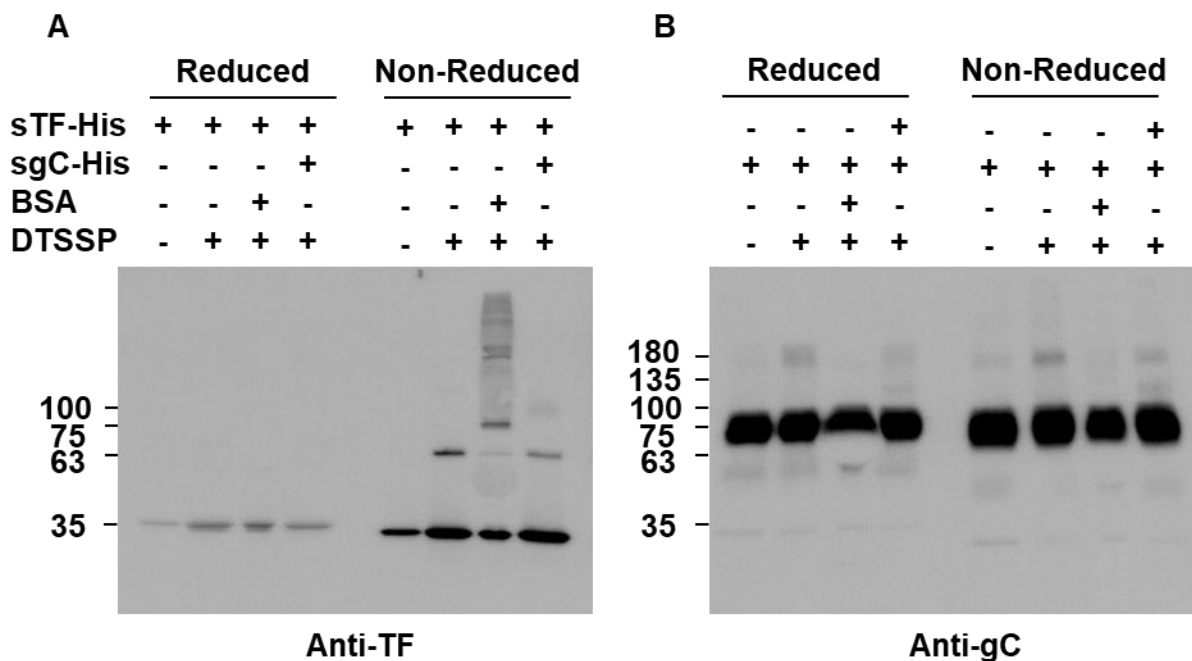 A
B
Reduced Non-Reduced
Reduced Non-Reduced
sTF-His + + + + + + + +
- - - + - - - +
sgC-His - - - + - - - +
+ + + + + + + +
BSA - - + - - - + -
- - + - - - + -
DTSSP - + + + - + + +
- + + + - + + +
100
75
63
35
180
135
100
75
63
35
Anti-TF
Anti-gC